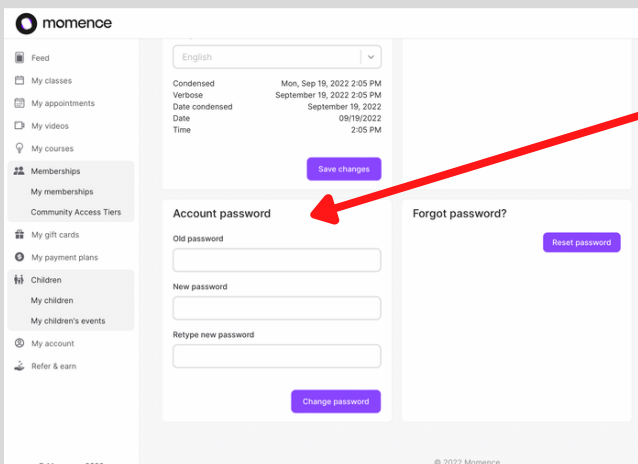 momence
Feed
My classes
My appointments
My videos
My courses
Memberships
My memberships
Community Access Tiers
My gift cards
My payment plans
Children
My children
My children's events
My account
Refer & earn
English
Condensed Mon, Sep 19, 2022 2:05 PM
Verbose September 19, 2022 2:05 PM
Date condensed September 19, 2022
Date 09/19/2022
Time 2:05 PM
Save changes
Account password
Old password
New password
Retype new password
Change password
Forgot password?
Reset password
© 2022 Momence